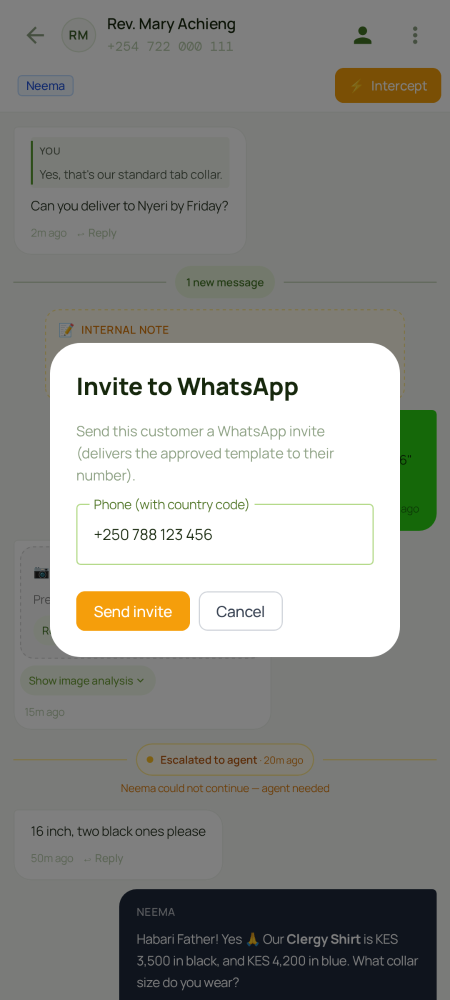 RM
Rev. Mary Achieng
+254 722 000 111
Neema
⚡ Intercept
YOU
Yes, that's our standard tab collar.
Can you deliver to Nyeri by Friday?
2m ago ↔ Reply
1 new message
📝 INTERNAL NOTE
Invite to WhatsApp
Send this customer a WhatsApp invite
(delivers the approved template to their
number).
Phone (with country code)
+250 788 123 456
Send invite
Cancel
6"
ago
Pre
R
Show image analysis
15m ago
Escalated to agent · 20m ago
Neema could not continue — agent needed
16 inch, two black ones please
50m ago ↔ Reply
NEEMA
Habari Father! Yes 🙏 Our Clergy Shirt is KES
3,500 in black, and KES 4,200 in blue. What collar
size do you wear?